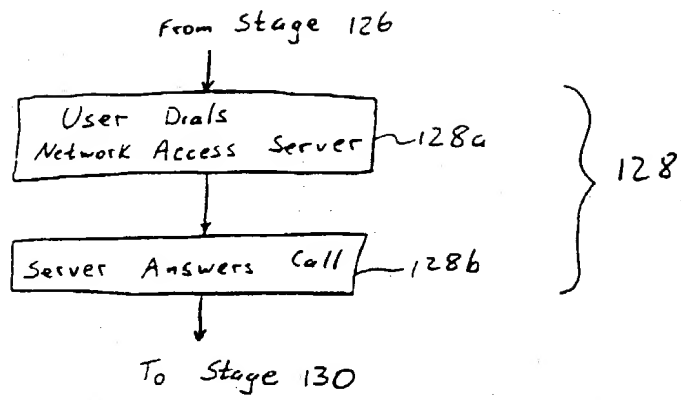 From Stage 126
User Dials
Network Access Server
128a
128
Server Answers Call
128b
To Stage 130